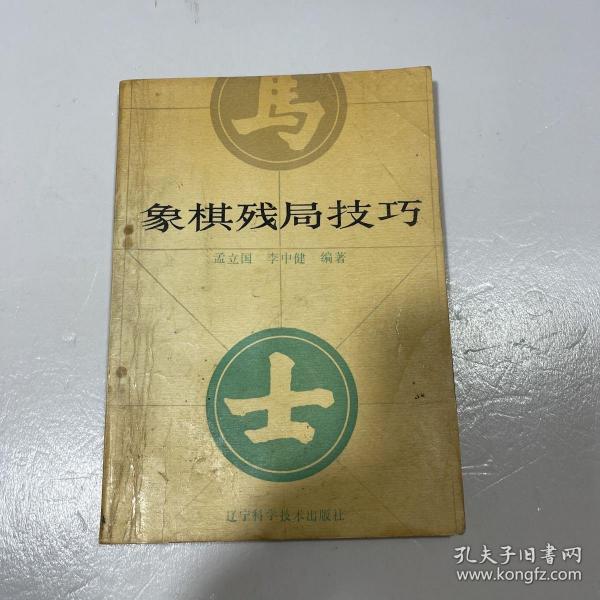 馬
象棋残局技巧
孟立国 李中健 编著
士
辽宁科学技术出版社
孔夫子旧书网
www.kongfz.com